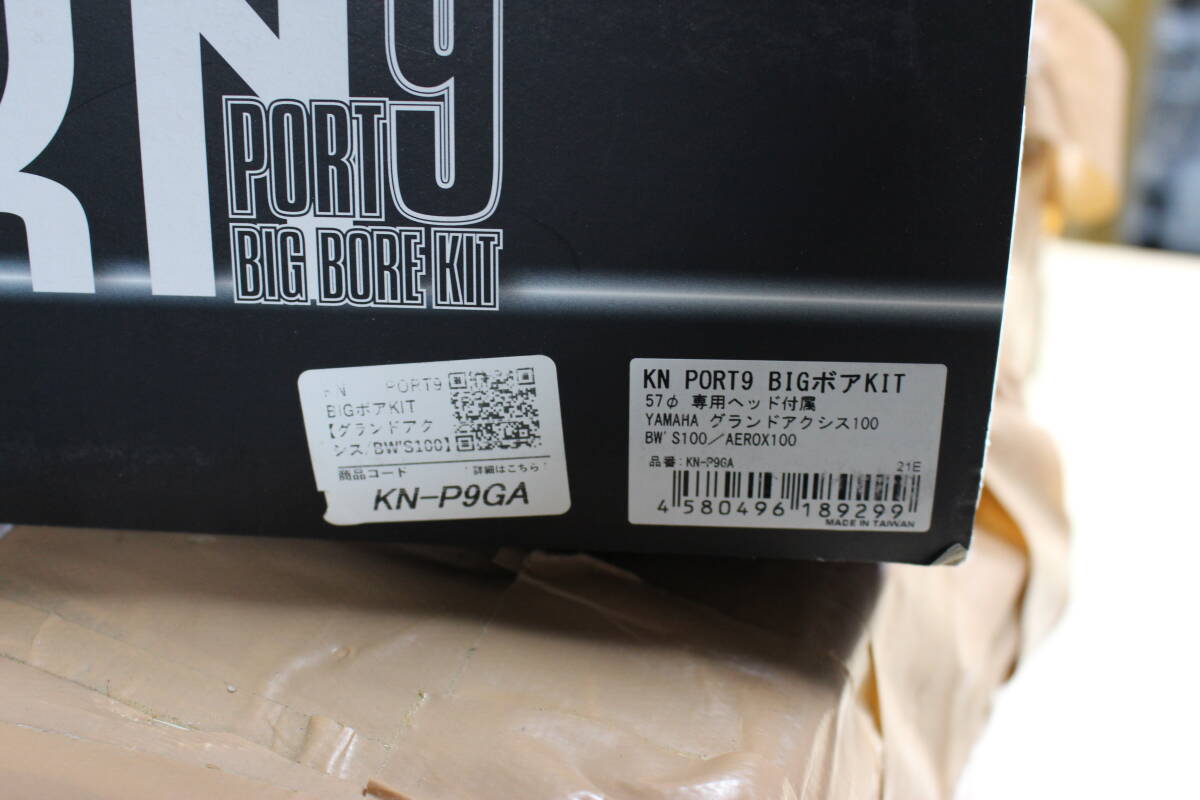 RN
PORT9
BIG BORE KIT
KN PORT9
BIGボアKIT
【グランドアク
シス/BW'S100】
商品コード
詳細はこちら
KN-P9GA
KN PORT9 BIGボアKIT
57φ 専用ヘッド付属
YAMAHA グランドアクシス100
BW'S100/AEROX100
品番:KN-P9GA
21E
4 580496 189299
MADE IN TAIWAN